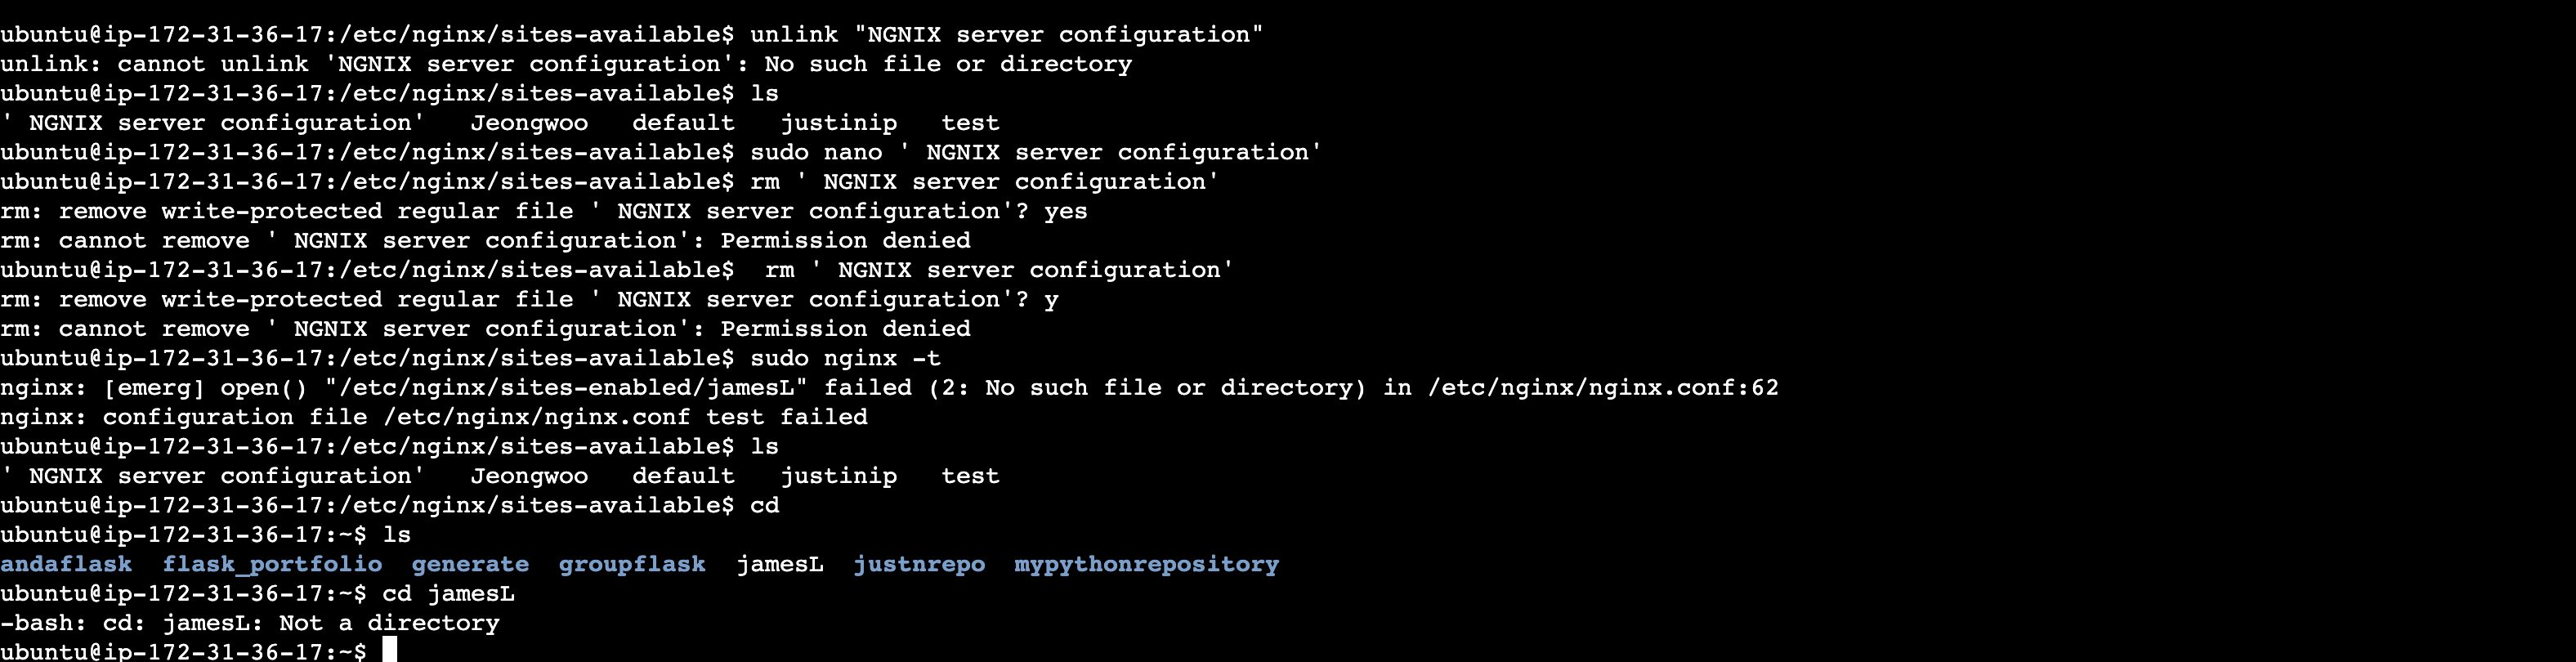 ubuntu@ip-172-31-36-17:/etc/nginx/sites-available$ unlink "NGNIX server configuration"
unlink: cannot unlink 'NGNIX server configuration': No such file or directory
ubuntu@ip-172-31-36-17:/etc/nginx/sites-available$ ls
' NGNIX server configuration'   Jeongwoo   default   justinip   test
ubuntu@ip-172-31-36-17:/etc/nginx/sites-available$ sudo nano ' NGNIX server configuration'
ubuntu@ip-172-31-36-17:/etc/nginx/sites-available$ rm ' NGNIX server configuration'
rm: remove write-protected regular file ' NGNIX server configuration'? yes
rm: cannot remove ' NGNIX server configuration': Permission denied
ubuntu@ip-172-31-36-17:/etc/nginx/sites-available$  rm ' NGNIX server configuration'
rm: remove write-protected regular file ' NGNIX server configuration'? y
rm: cannot remove ' NGNIX server configuration': Permission denied
ubuntu@ip-172-31-36-17:/etc/nginx/sites-available$ sudo nginx -t
nginx: [emerg] open() "/etc/nginx/sites-enabled/jamesL" failed (2: No such file or directory) in /etc/nginx/nginx.conf:62
nginx: configuration file /etc/nginx/nginx.conf test failed
ubuntu@ip-172-31-36-17:/etc/nginx/sites-available$ ls
' NGNIX server configuration'   Jeongwoo   default   justinip   test
ubuntu@ip-172-31-36-17:/etc/nginx/sites-available$ cd
ubuntu@ip-172-31-36-17:~$ ls
andaflask  flask_portfolio  generate  groupflask  jamesL  justnrepo  mypythonrepository
ubuntu@ip-172-31-36-17:~$ cd jamesL
-bash: cd: jamesL: Not a directory
ubuntu@ip-172-31-36-17:~$